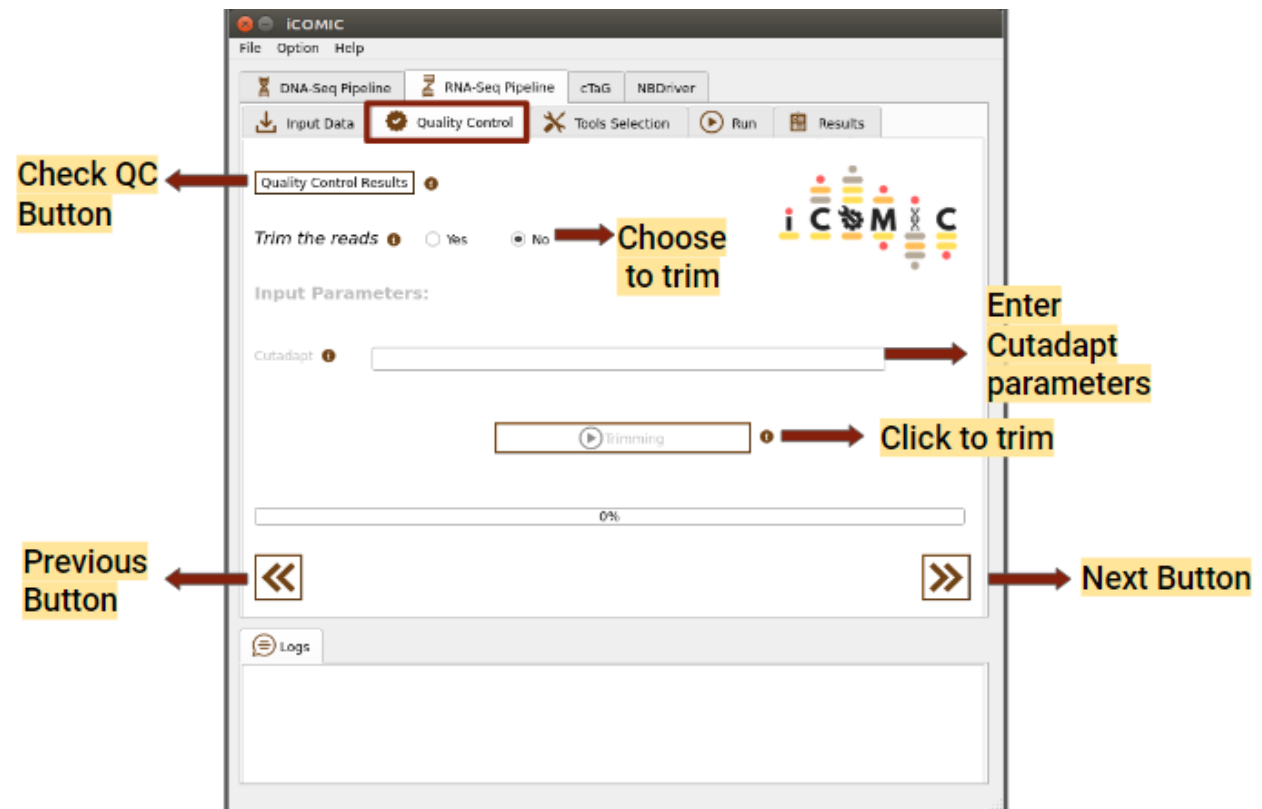 iCOMIC
File Option Help
DNA-Seq Pipeline RNA-Seq Pipeline cTaG NBDriver
Input Data Quality Control Tools Selection Run Results
Check QC
Button
Quality Control Results
iCOMIC
Trim the reads Yes No
Choose
to trim
Input Parameters:
Enter
Cutadapt
parameters
Cutadapt
Trimming
Click to trim
0%
Previous
Button
Next Button
Logs